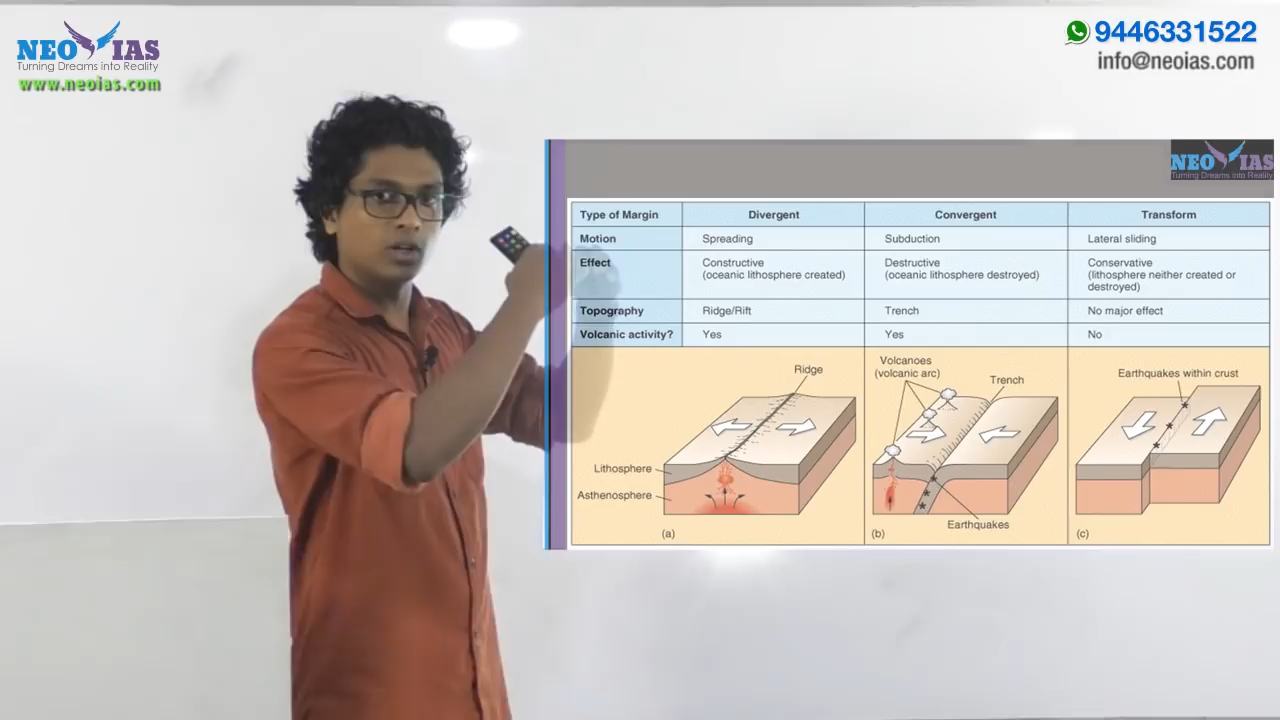 NEO IAS
Turning Dreams into Reality
www.neoias.com
9446331522
info@neoias.com
NEO IAS
Turning Dreams into Reality
Type of Margin
Divergent
Convergent
Transform
Motion
Spreading
Subduction
Lateral sliding
Effect
Constructive
(oceanic lithosphere created)
Destructive
(oceanic lithosphere destroyed)
Conservative
(lithosphere neither created or
destroyed)
Topography
Ridge/Rift
Trench
No major effect
Volcanic activity?
Yes
Yes
No
Ridge
Lithosphere
Asthenosphere
(a)
Volcanoes
(volcanic arc)
Trench
Earthquakes
(b)
Earthquakes within crust
(c)